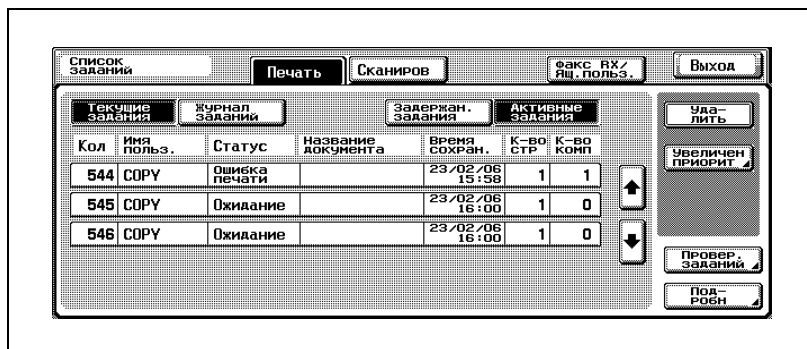 Список
заданий
Печать
Сканиров
Факс RX/
Ящ.польз.
Выход
Текущие
задания
Журнал
заданий
Задержан.
задания
Активные
задания
Уда-
лить
Кол
Имя
польз.
Статус
Название
документа
Время
сохран.
К-во
стр
К-во
комп
Увеличен
приорит
544 COPY Ошибка печати 23/02/06 15:58 1 1
545 COPY Ожидание 23/02/06 16:00 1 0
546 COPY Ожидание 23/02/06 16:00 1 0
Провер.
заданий
Под-
робн